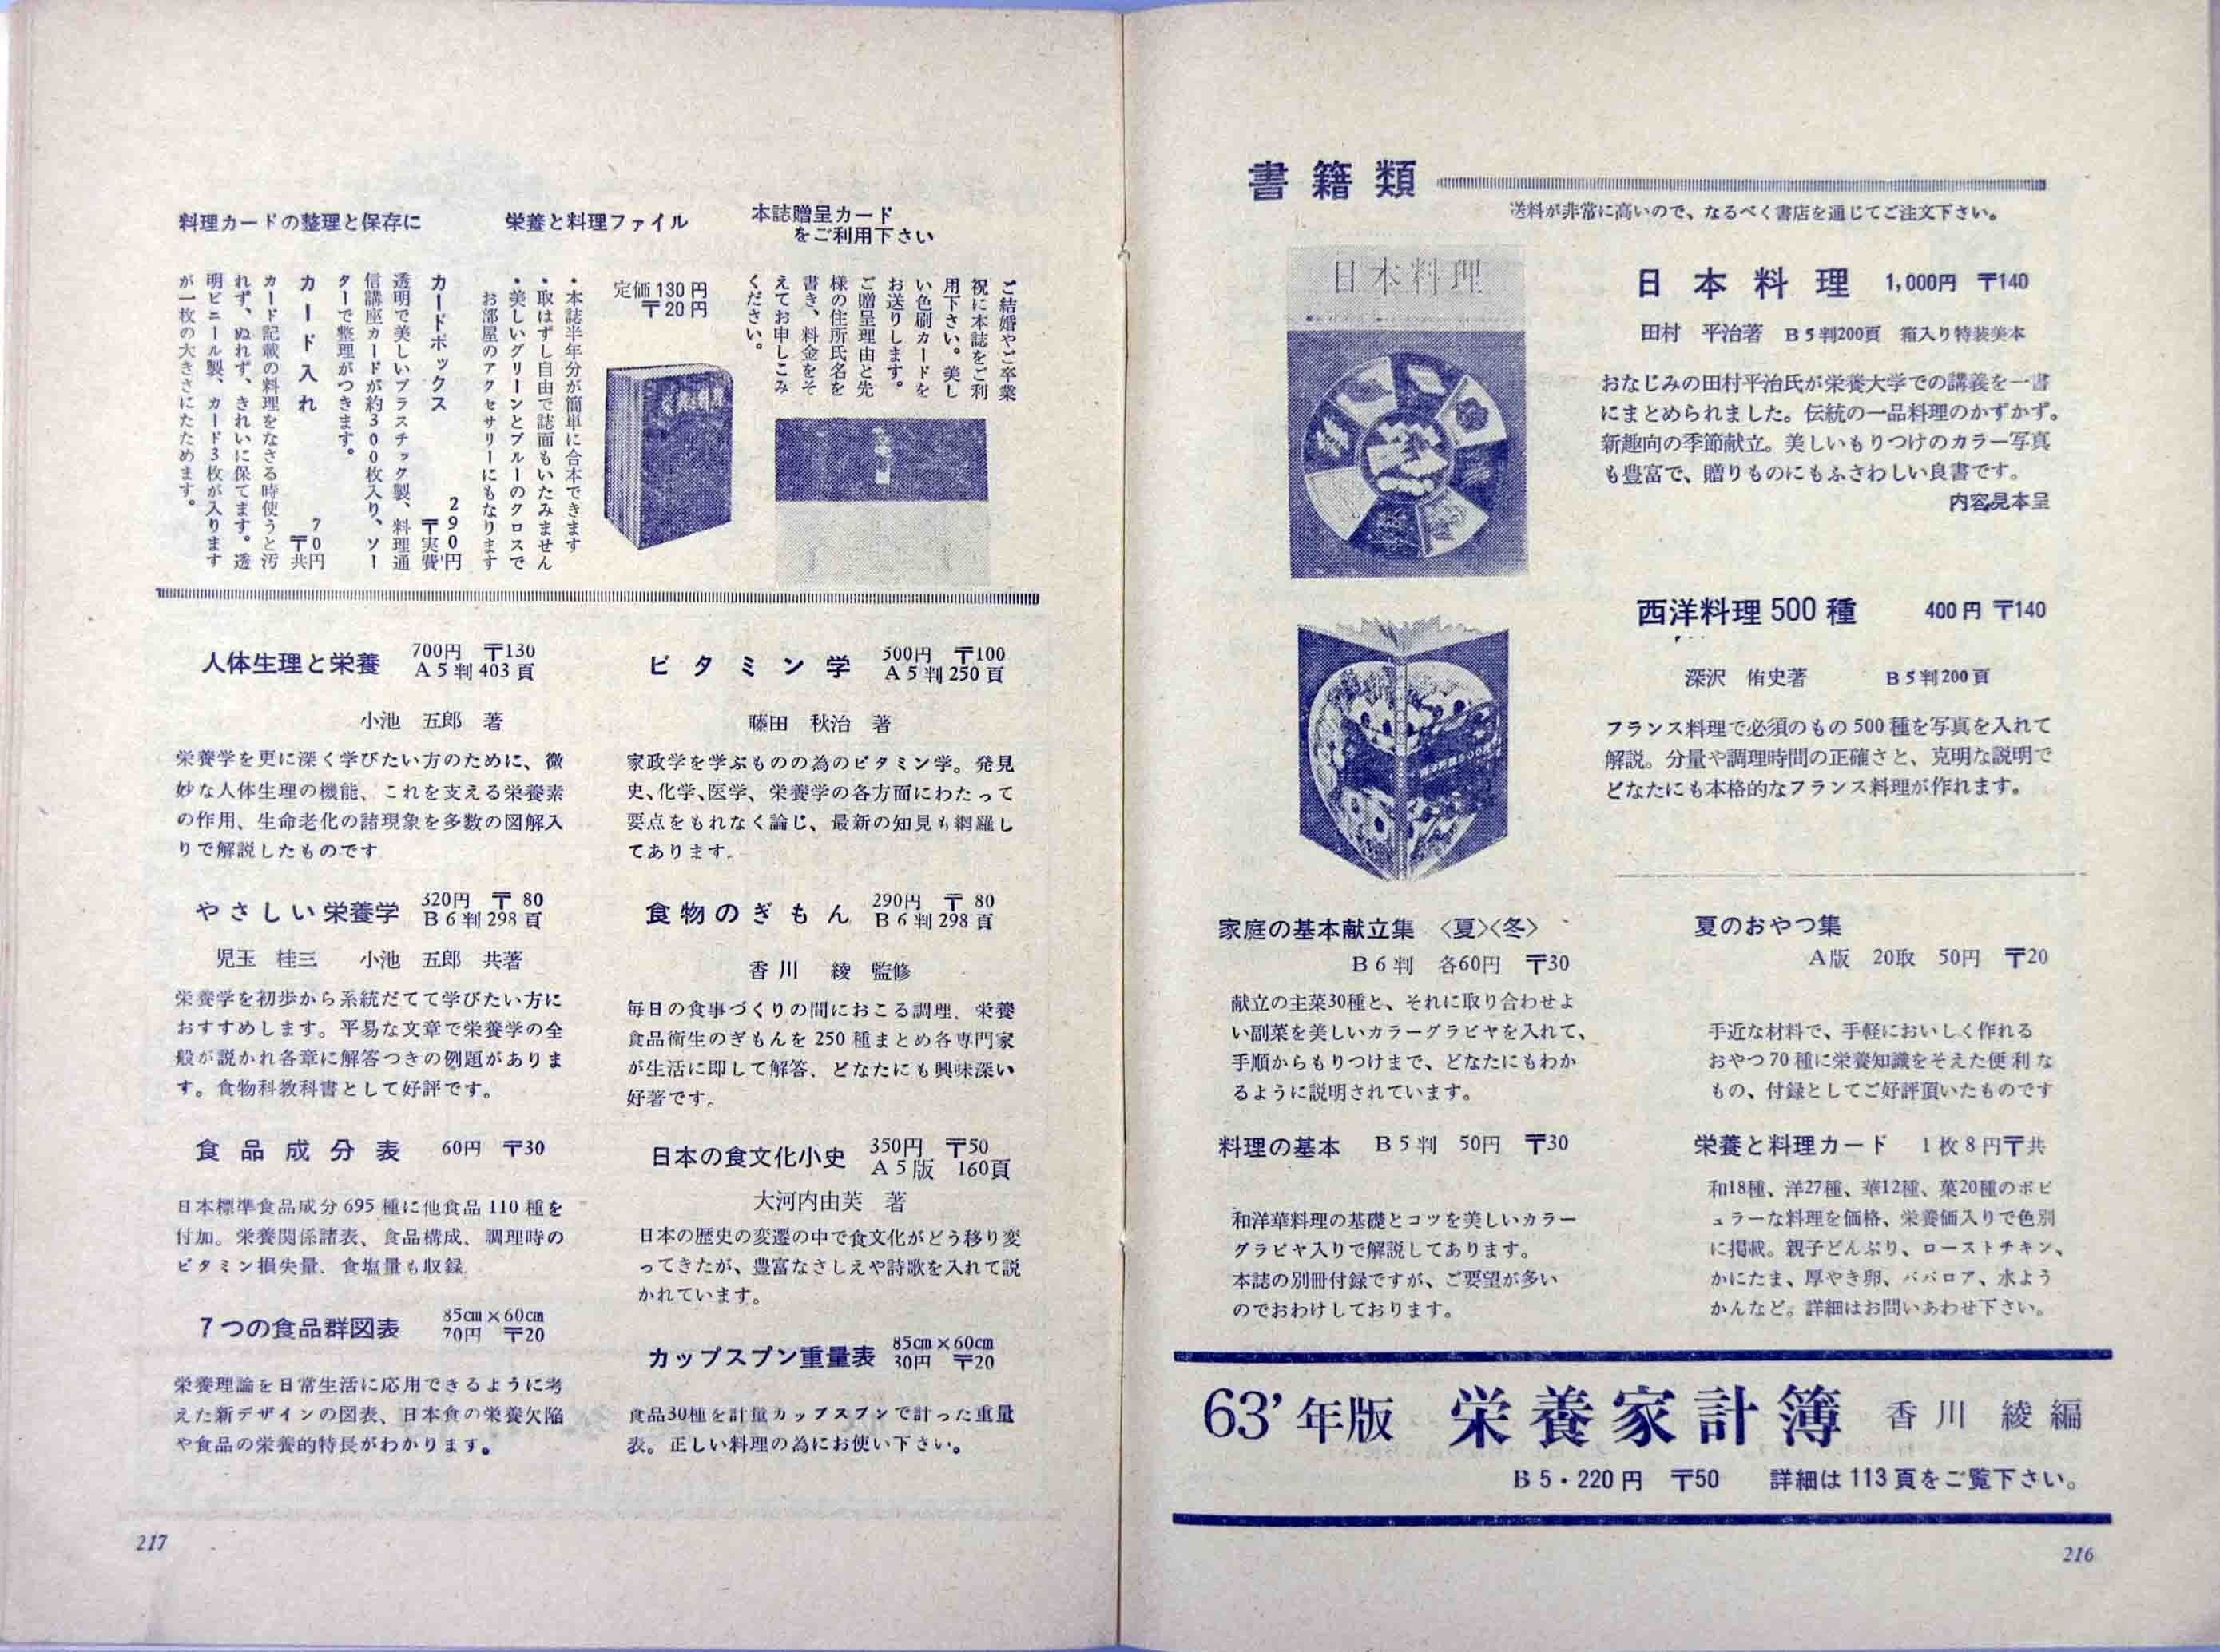 書籍類
送料が非常に高いので、なるべく書店を通じてご注文下さい。
日本料理
日本料理 1,000円 〒140
田村 平治著 B5判200頁 箱入り特装美本
おなじみの田村平治氏が栄養大学での講義を一書
にまとめられました。伝統の一品料理のかずかず。
新趣向の季節献立。美しいもりつけのカラー写真
も豊富で、贈りものにもふさわしい良書です。
内容見本呈
西洋料理500種 400円 〒140
深沢 侑史著 B5判200頁
フランス料理で必須のもの500種を写真を入れて
解説。分量や調理時間の正確さと、克明な説明で
どなたにも本格的なフランス料理が作れます。
家庭の基本献立集 〈夏〉〈冬〉
B6判 各60円 〒30
献立の主菜30種と、それに取り合わせよ
い副菜を美しいカラーグラビヤを入れて、
手順からもりつけまで、どなたにもわか
るように説明されています。
夏のおやつ集
A版 20取 50円 〒20
手近な材料で、手軽においしく作れる
おやつ70種に栄養知識をそえた便利な
もの、付録としてご好評頂いたものです
料理の基本 B5判 50円 〒30
和洋華料理の基礎とコツを美しいカラー
グラビヤ入りで解説してあります。
本誌の別冊付録ですが、ご要望が多い
のでおわけしております。
栄養と料理カード 1枚8円〒共
和18種、洋27種、華12種、菓20種のポピ
ュラーな料理を価格、栄養価入りで色別
に掲載。親子どんぶり、ローストチキン、
かにたま、厚やき卵、ババロア、水よう
かんなど。詳細はお問いあわせ下さい。
63’年版 栄養家計簿 香川 綾編
B5・220円 〒50 詳細は113頁をご覧下さい。
216
本誌贈呈カード
をご利用下さい
ご結婚やご卒業
祝に本誌をご利
用下さい。美し
い色刷カードを
お送りします。
ご贈呈理由と先
様の住所氏名を
書き、料金をそ
えてお申しこみ
ください。
栄養と料理ファイル
定価130円
〒20円
・本誌半年分が簡単に合本できます
・取はずし自由で誌面もいたみません
・美しいグリーンとブルーのクロスで
お部屋のアクセサリーにもなります
料理カードの整理と保存に
カードボックス 290円
〒実費
透明で美しいプラスチック製、料理通
信講座カードが約300枚入り、ソー
ターで整理がつきます。
カード入れ 70円
〒共
カード記載の料理をなさる時使うと汚
れず、ぬれず、きれいに保てます。透
明ビニール製、カード3枚が入ります
が一枚の大きさにたためます。
ビタミン学 500円 〒100
A5判250頁
藤田 秋治 著
家政学を学ぶものの為のビタミン学。発見
史、化学、医学、栄養学の各方面にわたって
要点をもれなく論じ、最新の知見も網羅し
てあります。
人体生理と栄養 700円 〒130
A5判403頁
小池 五郎 著
栄養学を更に深く学びたい方のために、微
妙な人体生理の機能、これを支える栄養素
の作用、生命老化の諸現象を多数の図解入
りで解説したものです
食物のぎもん 290円 〒80
B6判298頁
香川 綾 監修
毎日の食事づくりの間におこる調理、栄養
食品衛生のぎもんを250種まとめ各専門家
が生活に即して解答、どなたにも興味深い
好著です。
やさしい栄養学 320円 〒80
B6判298頁
児玉 桂三 小池 五郎 共著
栄養学を初歩から系統だてて学びたい方に
おすすめします。平易な文章で栄養学の全
般が説かれ各章に解答つきの例題がありま
す。食物科教科書として好評です。
日本の食文化小史 350円 〒50
A5版 160頁
大河内由芙 著
日本の歴史の変遷の中で食文化がどう移り変
ってきたが、豊富なさしえや詩歌を入れて説
かれています。
食品成分表 60円 〒30
日本標準食品成分695種に他食品110種を
付加。栄養関係諸表、食品構成、調理時の
ビタミン損失量、食塩量も収録
カップスプン重量表 85cm×60cm
30円 〒20
食品30種を計量カップスプンで計った重量
表。正しい料理の為にお使い下さい。
7つの食品群図表 85cm×60cm
70円 〒20
栄養理論を日常生活に応用できるように考
えた新デザインの図表、日本食の栄養欠陥
や食品の栄養的特長がわかります。
217